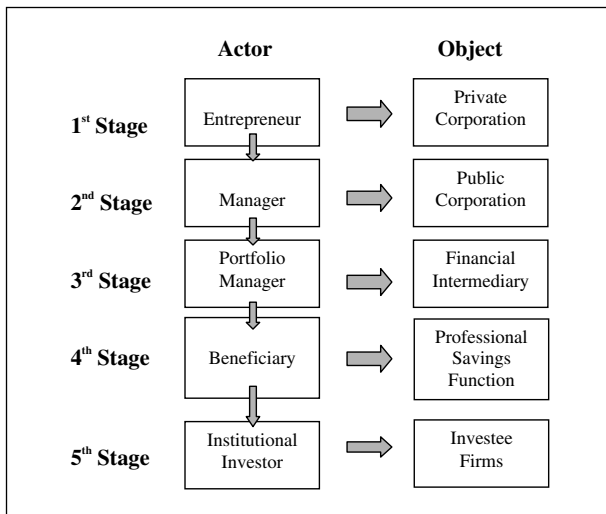 Actor Object
1st Stage Entrepreneur Private
Corporation
2nd Stage Manager Public
Corporation
3rd Stage Portfolio
Manager Financial
Intermediary
4th Stage Beneficiary Professional
Savings
Function
5th Stage Institutional
Investor Investee
Firms